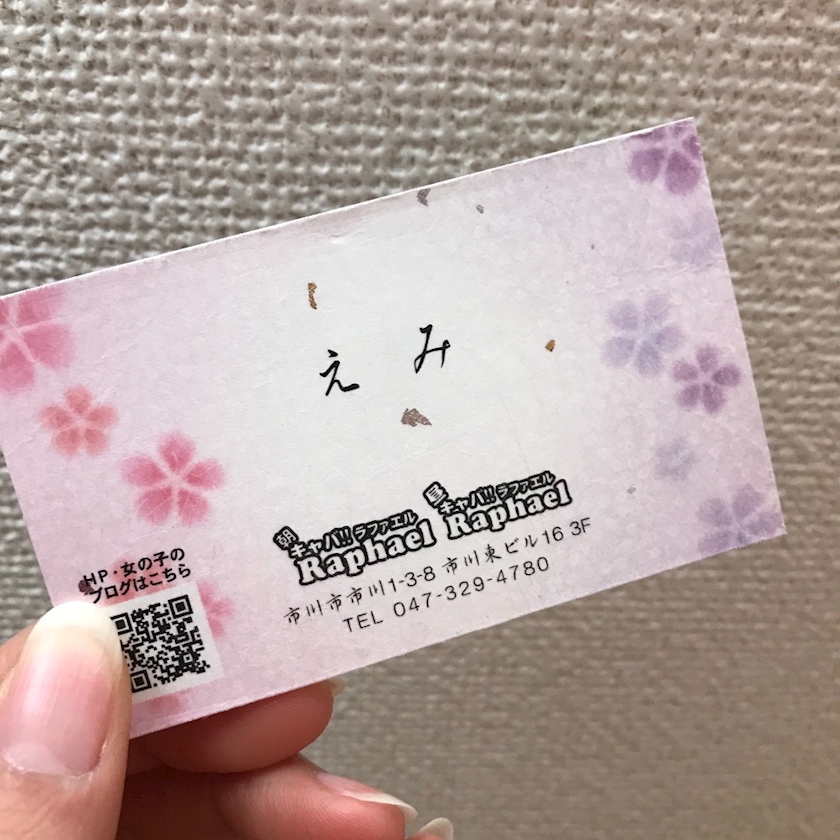 えみ
朝キャバ!! ラファエル Raphael
昼キャバ!! ラファエル Raphael
市川市市川1-3-8 市川東ビル16 3F
TEL 047-329-4780
HP・女の子の
ブログはこちら